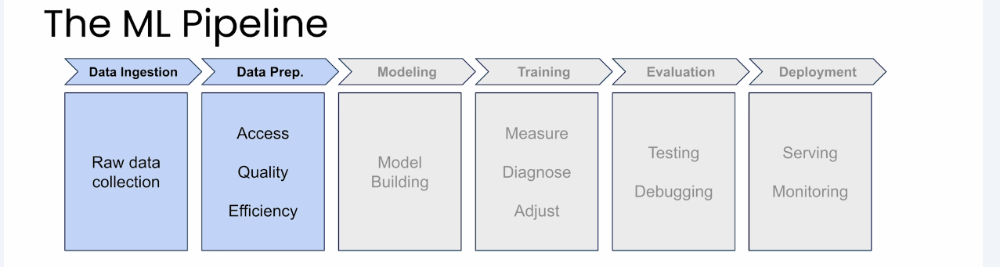 The ML Pipeline
Data Ingestion
Data Prep.
Modeling
Training
Evaluation
Deployment
Raw data
collection
Access
Quality
Efficiency
Model
Building
Measure
Diagnose
Adjust
Testing
Debugging
Serving
Monitoring